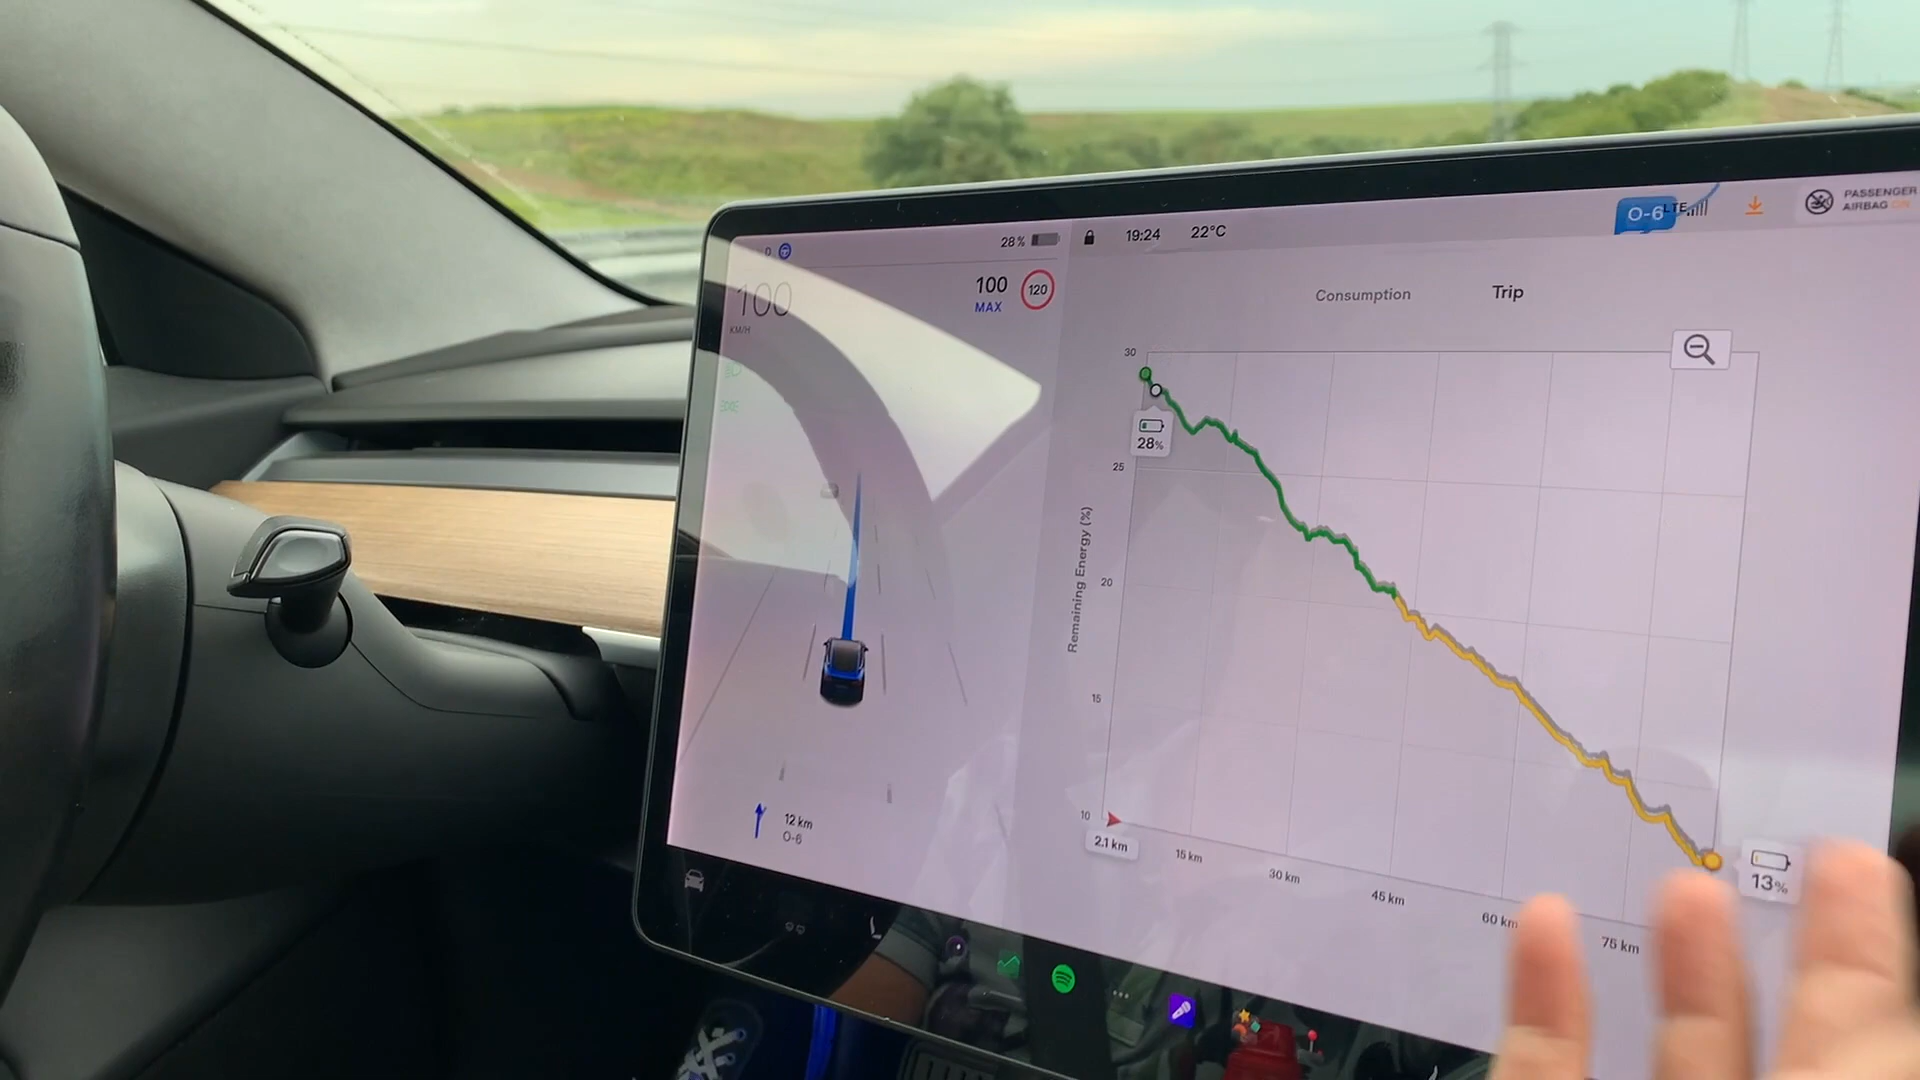 28%
19:24
22°C
O-6
LTE
PASSENGER
AIRBAG ON
100
KM/H
100
MAX
120
Consumption
Trip
30
28%
25
Remaining Energy (%)
20
15
10
2.1 km
15 km
30 km
45 km
60 km
75 km
13%
12 km
O-6